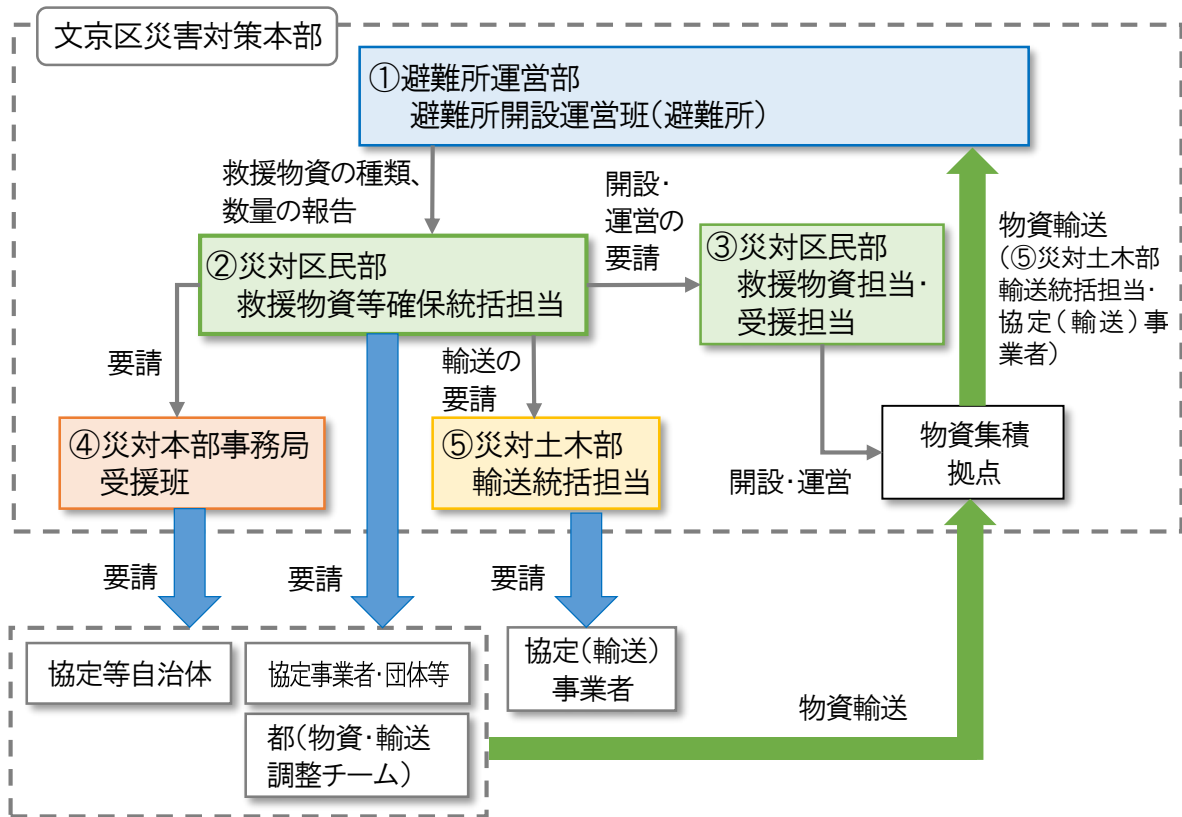 文京区災害対策本部
①避難所運営部
避難所開設運営班(避難所)
救援物資の種類、
数量の報告
開設・
運営の
要請
②災対区民部
救援物資等確保統括担当
③災対区民部
救援物資担当・
受援担当
物資輸送
(⑤災対土木部
輸送統括担当・
協定(輸送)事
業者)
要請
輸送の
要請
④災対本部事務局
受援班
⑤災対土木部
輸送統括担当
開設・運営
物資集積
拠点
要請
要請
要請
協定等自治体
協定事業者・団体等
協定(輸送)
事業者
都(物資・輸送
調整チーム)
物資輸送